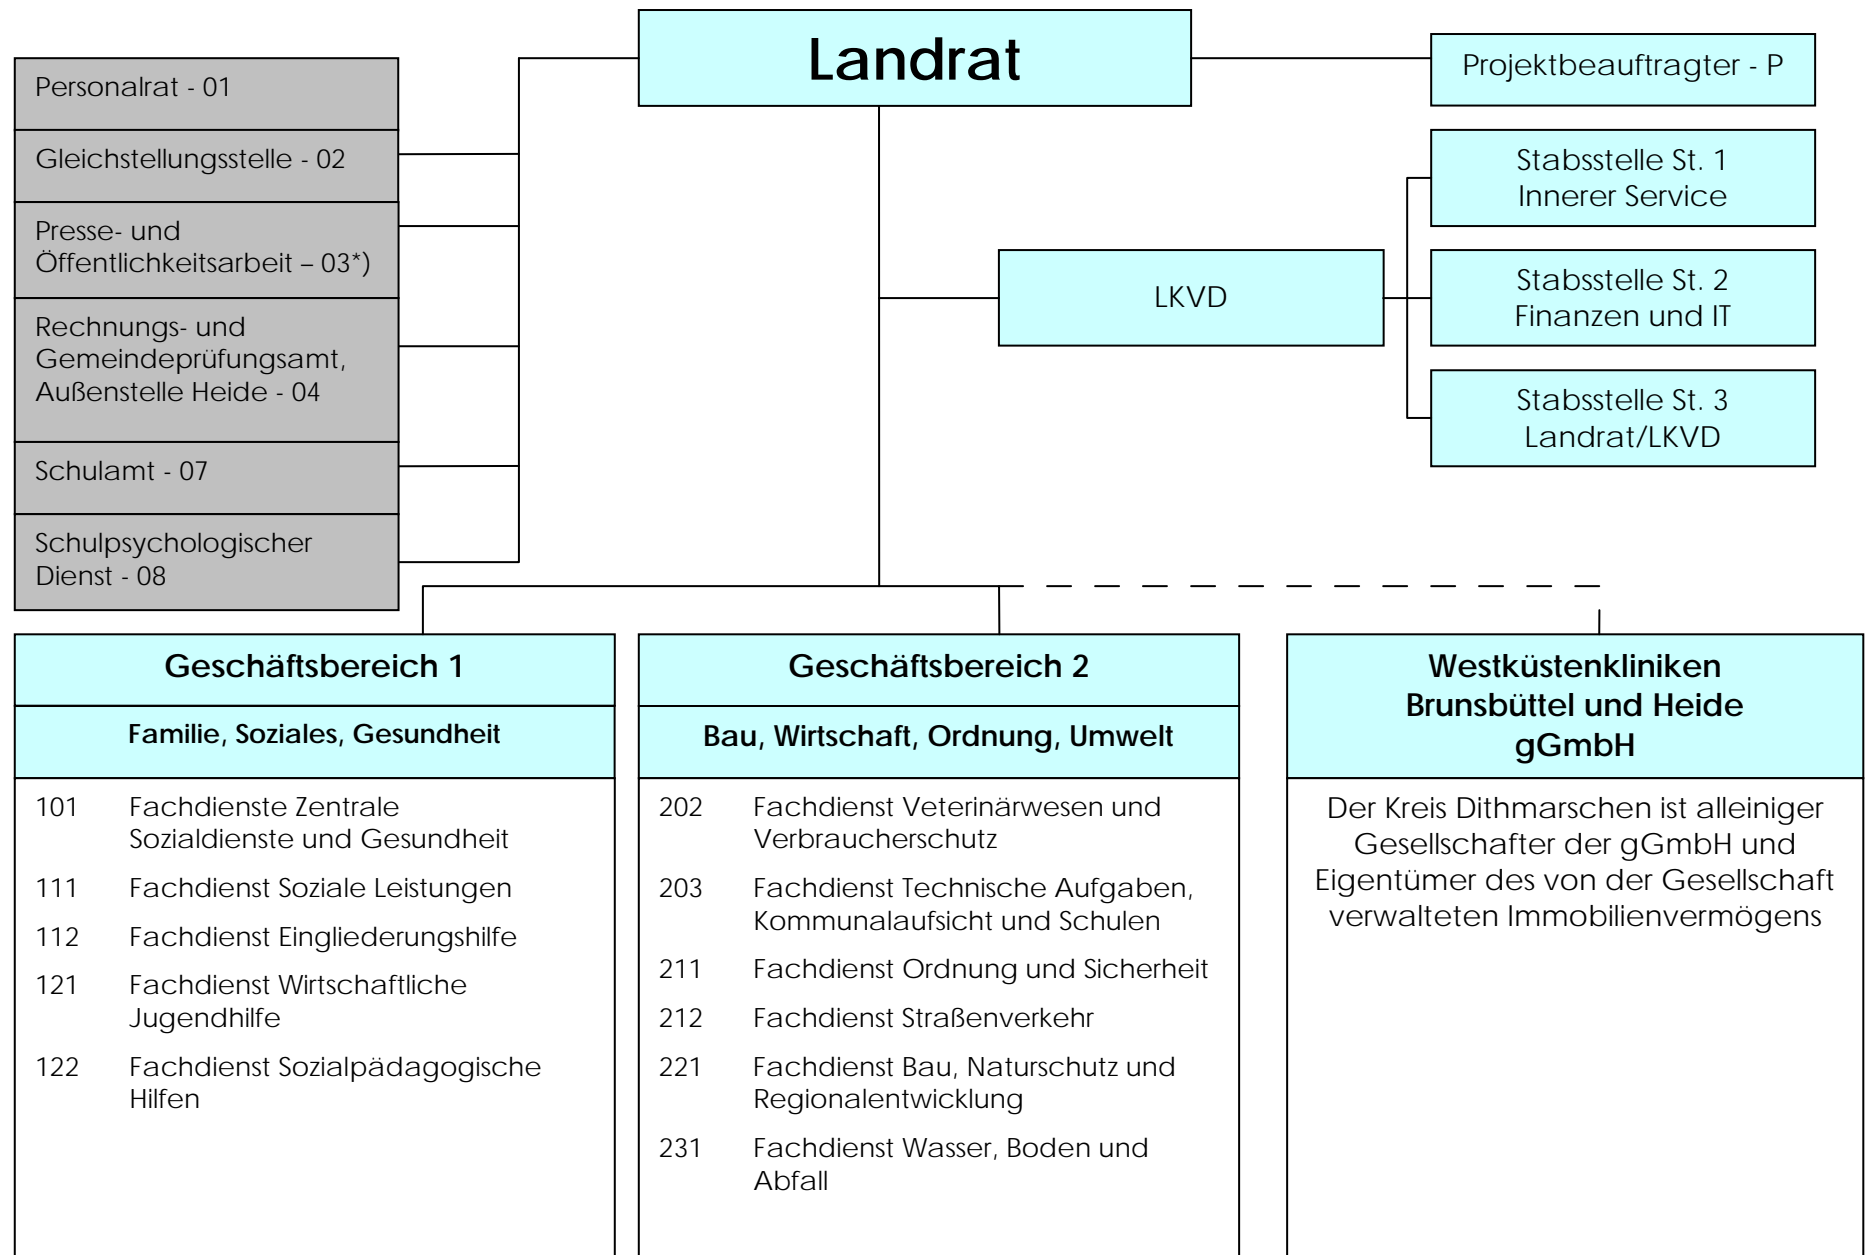 Landrat
Projektbeauftragter - P
Personalrat - 01
Gleichstellungsstelle - 02
Presse- und
Öffentlichkeitsarbeit – 03*)
Rechnungs- und
Gemeindeprüfungsamt,
Außenstelle Heide - 04
Schulamt - 07
Schulpsychologischer
Dienst - 08
LKVD
Stabsstelle St. 1
Innerer Service
Stabsstelle St. 2
Finanzen und IT
Stabsstelle St. 3
Landrat/LKVD
Geschäftsbereich 1
Familie, Soziales, Gesundheit
101 Fachdienste Zentrale
Sozialdienste und Gesundheit
111 Fachdienst Soziale Leistungen
112 Fachdienst Eingliederungshilfe
121 Fachdienst Wirtschaftliche
Jugendhilfe
122 Fachdienst Sozialpädagogische
Hilfen
Geschäftsbereich 2
Bau, Wirtschaft, Ordnung, Umwelt
202 Fachdienst Veterinärwesen und
Verbraucherschutz
203 Fachdienst Technische Aufgaben,
Kommunalaufsicht und Schulen
211 Fachdienst Ordnung und Sicherheit
212 Fachdienst Straßenverkehr
221 Fachdienst Bau, Naturschutz und
Regionalentwicklung
231 Fachdienst Wasser, Boden und
Abfall
Westküstenkliniken
Brunsbüttel und Heide
gGmbH
Der Kreis Dithmarschen ist alleiniger
Gesellschafter der gGmbH und
Eigentümer des von der Gesellschaft
verwalteten Immobilienvermögens